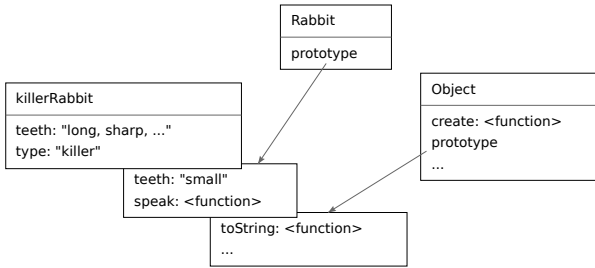 Rabbit
prototype
killerRabbit
teeth: "long, sharp, ..."
type: "killer"
Object
create: <function>
prototype
...
teeth: "small"
speak: <function>
toString: <function>
...